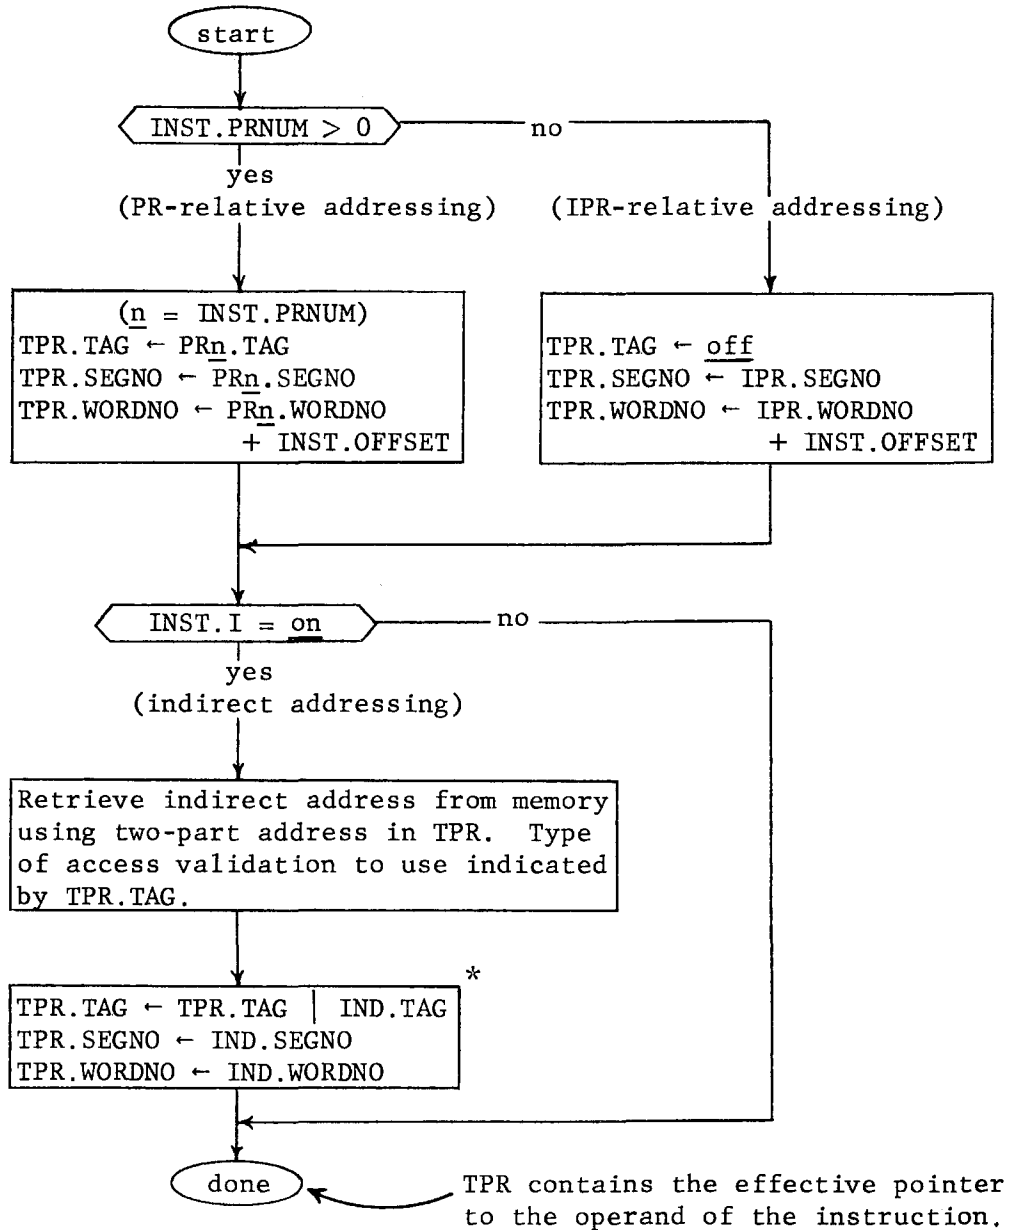 start
INST.PRNUM > 0
no
yes
(PR-relative addressing)
(IPR-relative addressing)
(n = INST.PRNUM)
TPR.TAG ← PRn.TAG
TPR.SEGNO ← PRn.SEGNO
TPR.WORDNO ← PRn.WORDNO
+ INST.OFFSET
TPR.TAG ← off
TPR.SEGNO ← IPR.SEGNO
TPR.WORDNO ← IPR.WORDNO
+ INST.OFFSET
INST.I = on
no
yes
(indirect addressing)
Retrieve indirect address from memory
using two-part address in TPR. Type
of access validation to use indicated
by TPR.TAG.
*
TPR.TAG ← TPR.TAG | IND.TAG
TPR.SEGNO ← IND.SEGNO
TPR.WORDNO ← IND.WORDNO
done
TPR contains the effective pointer
to the operand of the instruction.